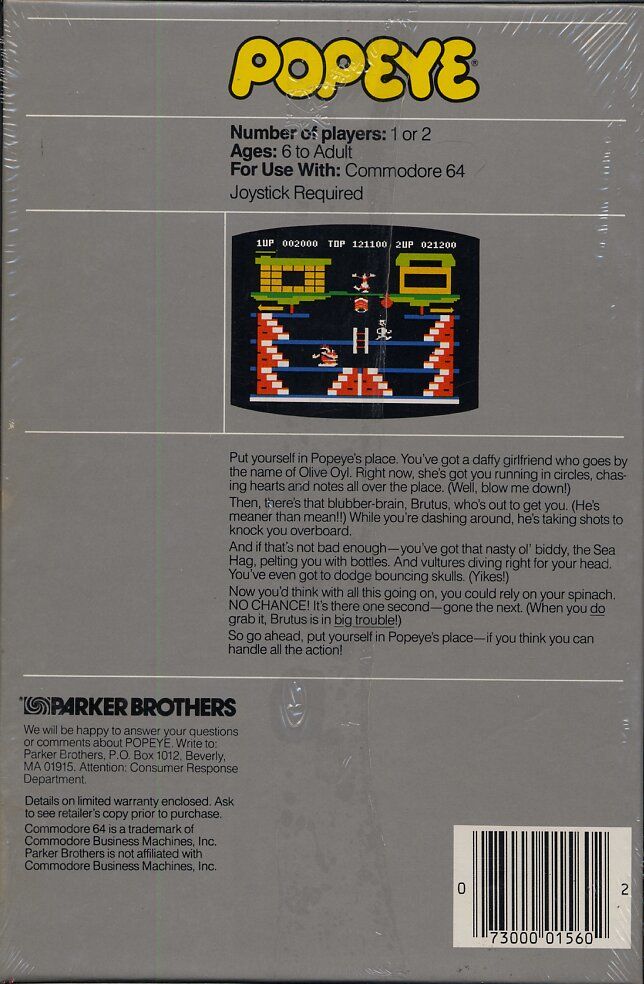 POPEYE®
Number of players: 1 or 2
Ages: 6 to Adult
For Use With: Commodore 64
Joystick Required
1UP 002000 TOP 121100 2UP 021200
Put yourself in Popeye's place. You've got a daffy girlfriend who goes by
the name of Olive Oyl. Right now, she's got you running in circles, chas-
ing hearts and notes all over the place. (Well, blow me down!)
Then, there's that blubber-brain, Brutus, who's out to get you. (He's
meaner than mean!!) While you're dashing around, he's taking shots to
knock you overboard.
And if that's not bad enough—you've got that nasty ol' biddy, the Sea
Hag, pelting you with bottles. And vultures diving right for your head.
You've even got to dodge bouncing skulls. (Yikes!)
Now you'd think with all this going on, you could rely on your spinach.
NO CHANCE! It's there one second—gone the next. (When you do
grab it, Brutus is in big trouble!)
So go ahead, put yourself in Popeye's place—if you think you can
handle all the action!
PARKER BROTHERS
We will be happy to answer your questions
or comments about POPEYE. Write to:
Parker Brothers, P.O. Box 1012, Beverly,
MA 01915. Attention: Consumer Response
Department.
Details on limited warranty enclosed. Ask
to see retailer's copy prior to purchase.
Commodore 64 is a trademark of
Commodore Business Machines, Inc.
Parker Brothers is not affiliated with
Commodore Business Machines, Inc.
0 73000 01560 2